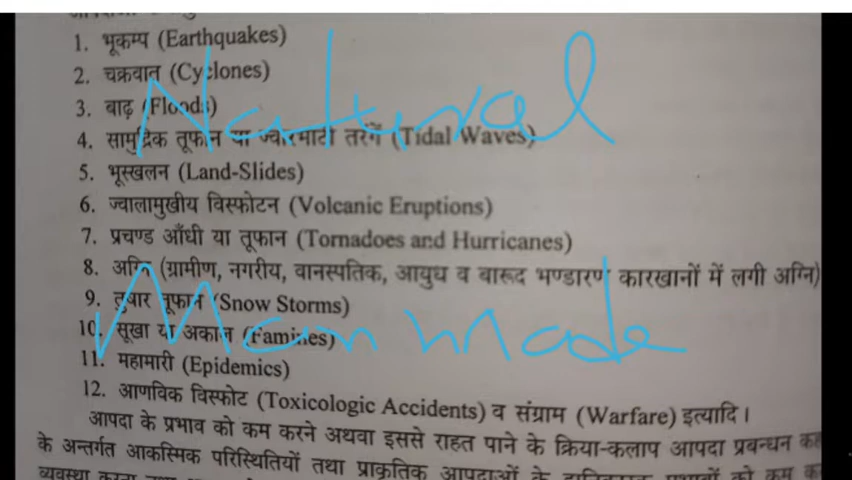 1. भूकम्प (Earthquakes)
2. चक्रवात (Cyclones)
3. बाढ़ (Floods)
Natural
4. सामुद्रिक तूफान या ज्वारभाटा तरंगें (Tidal Waves)
5. भूस्खलन (Land-Slides)
6. ज्वालामुखीय विस्फोटन (Volcanic Eruptions)
7. प्रचण्ड आँधी या तूफान (Tornadoes and Hurricanes)
8. अग्नि (ग्रामीण, नगरीय, वानस्पतिक, आयुध व बारूद भण्डारण कारखानों में लगी अग्नि)
9. तुषार तूफान (Snow Storms)
Man made
10. सूखा या अकाल (Famines)
11. महामारी (Epidemics)
12. आणविक विस्फोट (Toxicologic Accidents) व संग्राम (Warfare) इत्यादि।
आपदा के प्रभाव को कम करने अथवा इससे राहत पाने के क्रिया-कलाप आपदा प्रबन्धन
के अन्तर्गत आकस्मिक परिस्थितियों तथा प्राकृतिक आपदाओं के को कम